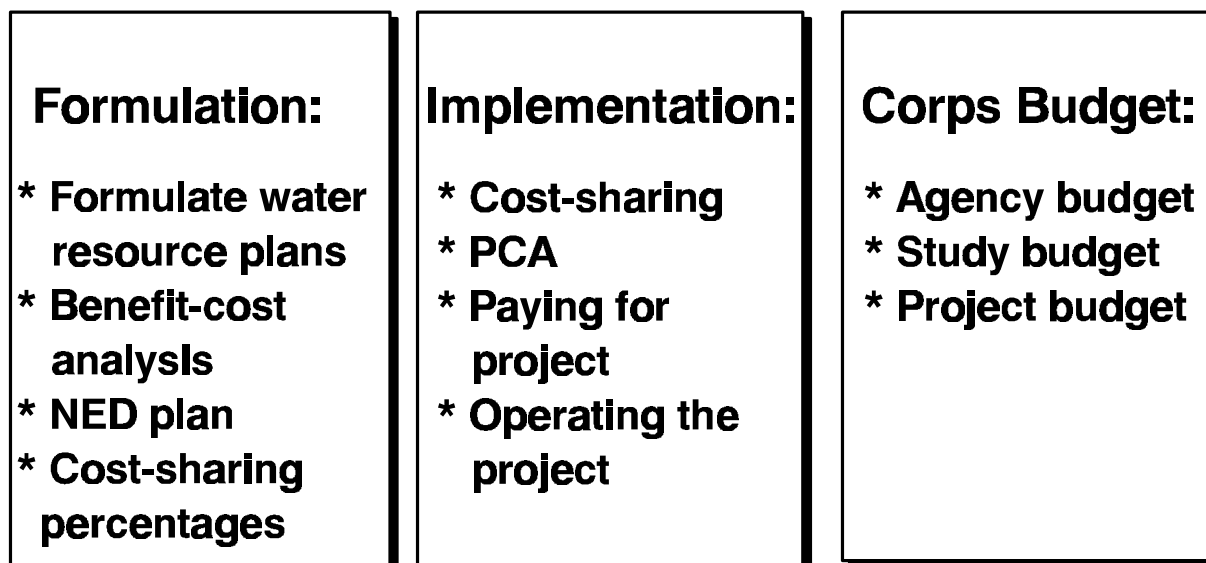 Formulation:
* Formulate water
resource plans
* Benefit-cost
analysis
* NED plan
* Cost-sharing
percentages
Implementation:
* Cost-sharing
* PCA
* Paying for
project
* Operating the
project
Corps Budget:
* Agency budget
* Study budget
* Project budget